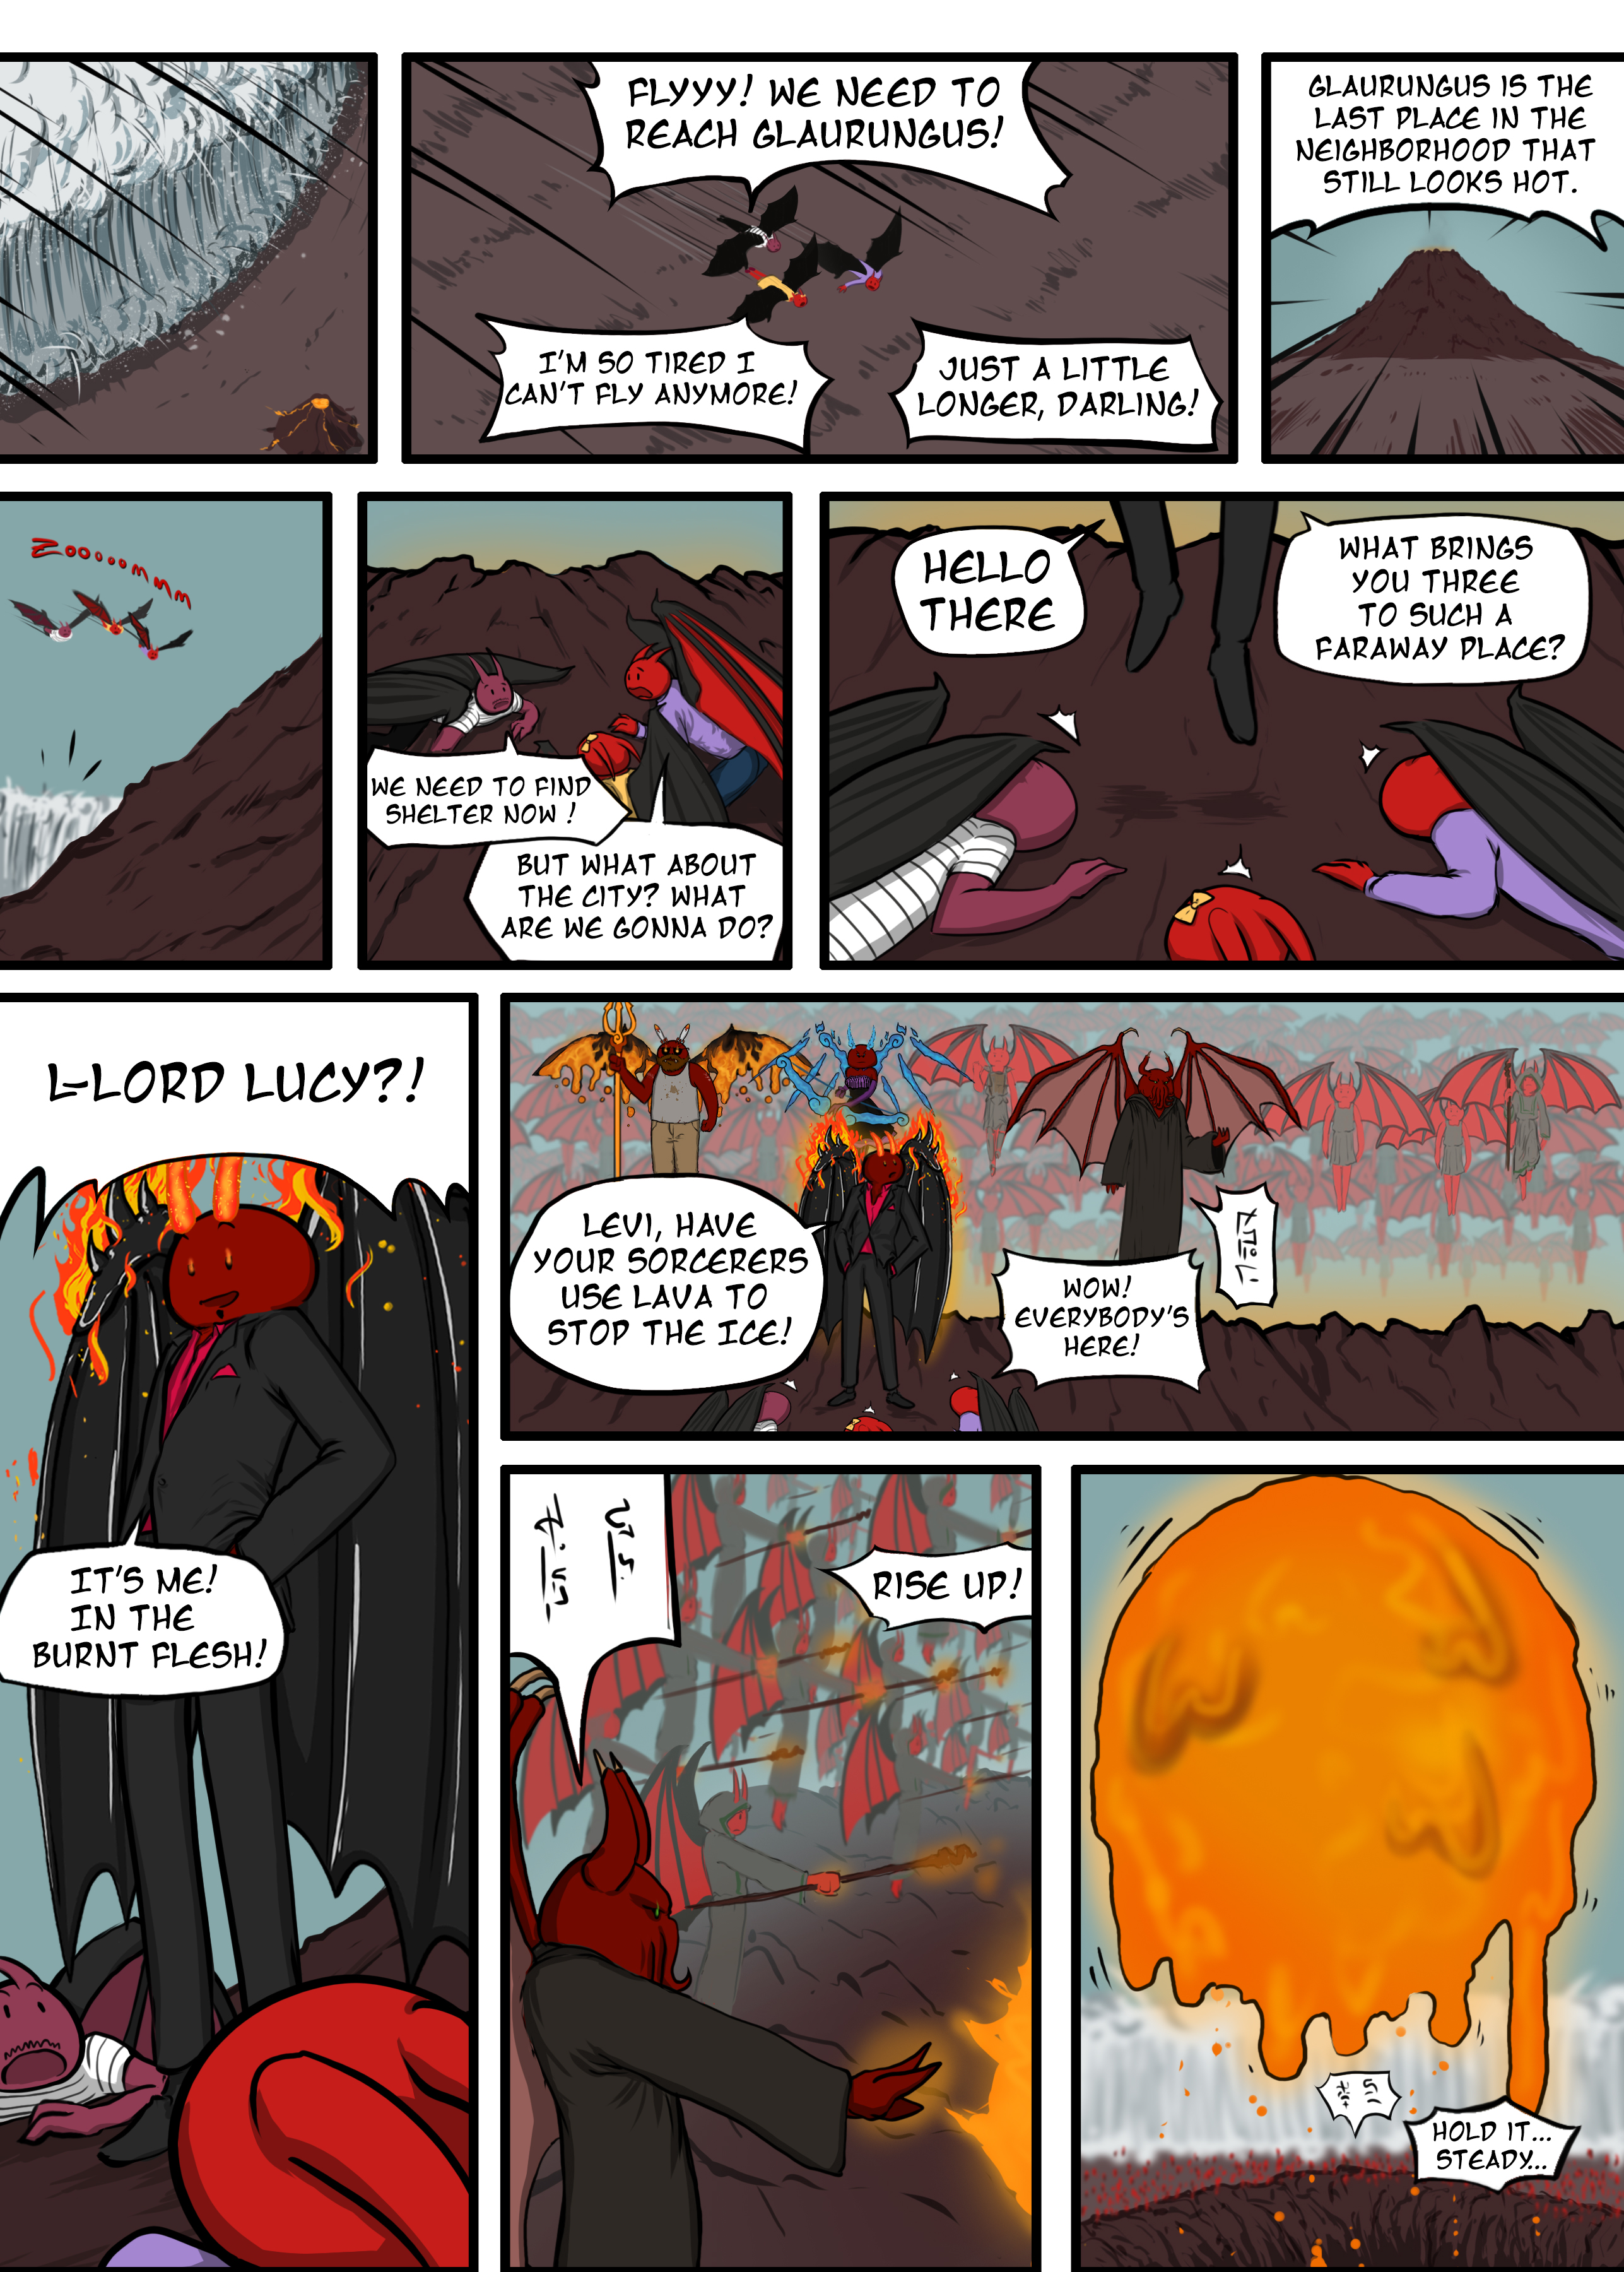 FLYYY! WE NEED TO
REACH GLAURUNGUS!
I'M SO TIRED I
CAN'T FLY ANYMORE!
JUST A LITTLE
LONGER, DARLING!
GLAURUNGUS IS THE
LAST PLACE IN THE
NEIGHBORHOOD THAT
STILL LOOKS HOT.
ZOOOOOMMM
WE NEED TO FIND
SHELTER NOW !
BUT WHAT ABOUT
THE CITY? WHAT
ARE WE GONNA DO?
HELLO
THERE
WHAT BRINGS
YOU THREE
TO SUCH A
FARAWAY PLACE?
L-LORD LUCY?!
IT'S ME!
IN THE
BURNT FLESH!
LEVI, HAVE
YOUR SORCERERS
USE LAVA TO
STOP THE ICE!
WOW!
EVERYBODY'S
HERE!
RISE UP!
HOLD IT...
STEADY...